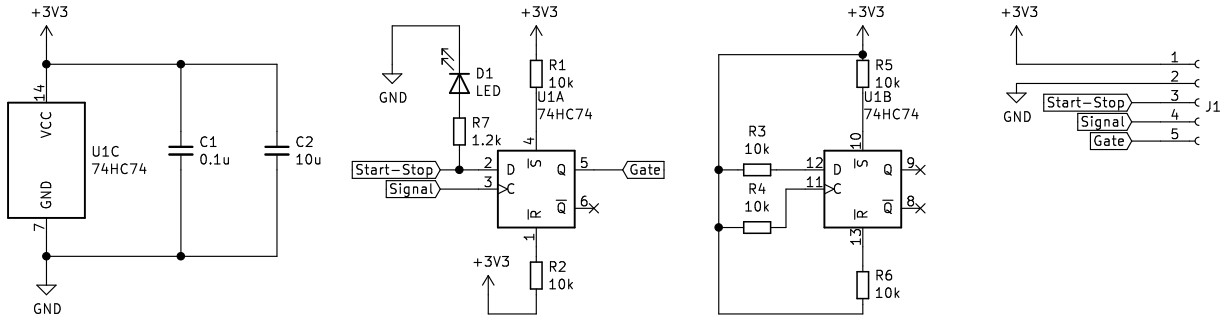 +3V3
14
VCC
GND
7
U1C
74HC74
C1
0.1u
C2
10u
GND
+3V3
GND
D1
LED
R1
10k
U1A
74HC74
R7
1.2k
4
S
Start-Stop
2
D
Q
5
Gate
Signal
3
C
Q
6
R
1
+3V3
R2
10k
+3V3
R5
10k
U1B
74HC74
10
S
R3
10k
12
D
Q
9
R4
10k
11
C
Q
8
R
13
R6
10k
+3V3
GND
1
2
Start-Stop
3
Signal
4
Gate
5
J1